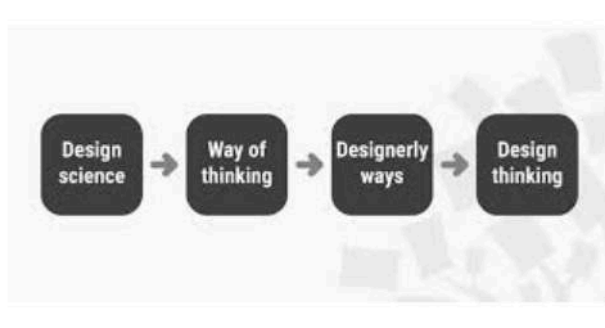 Design
science
Way of
thinking
Designerly
ways
Design
thinking